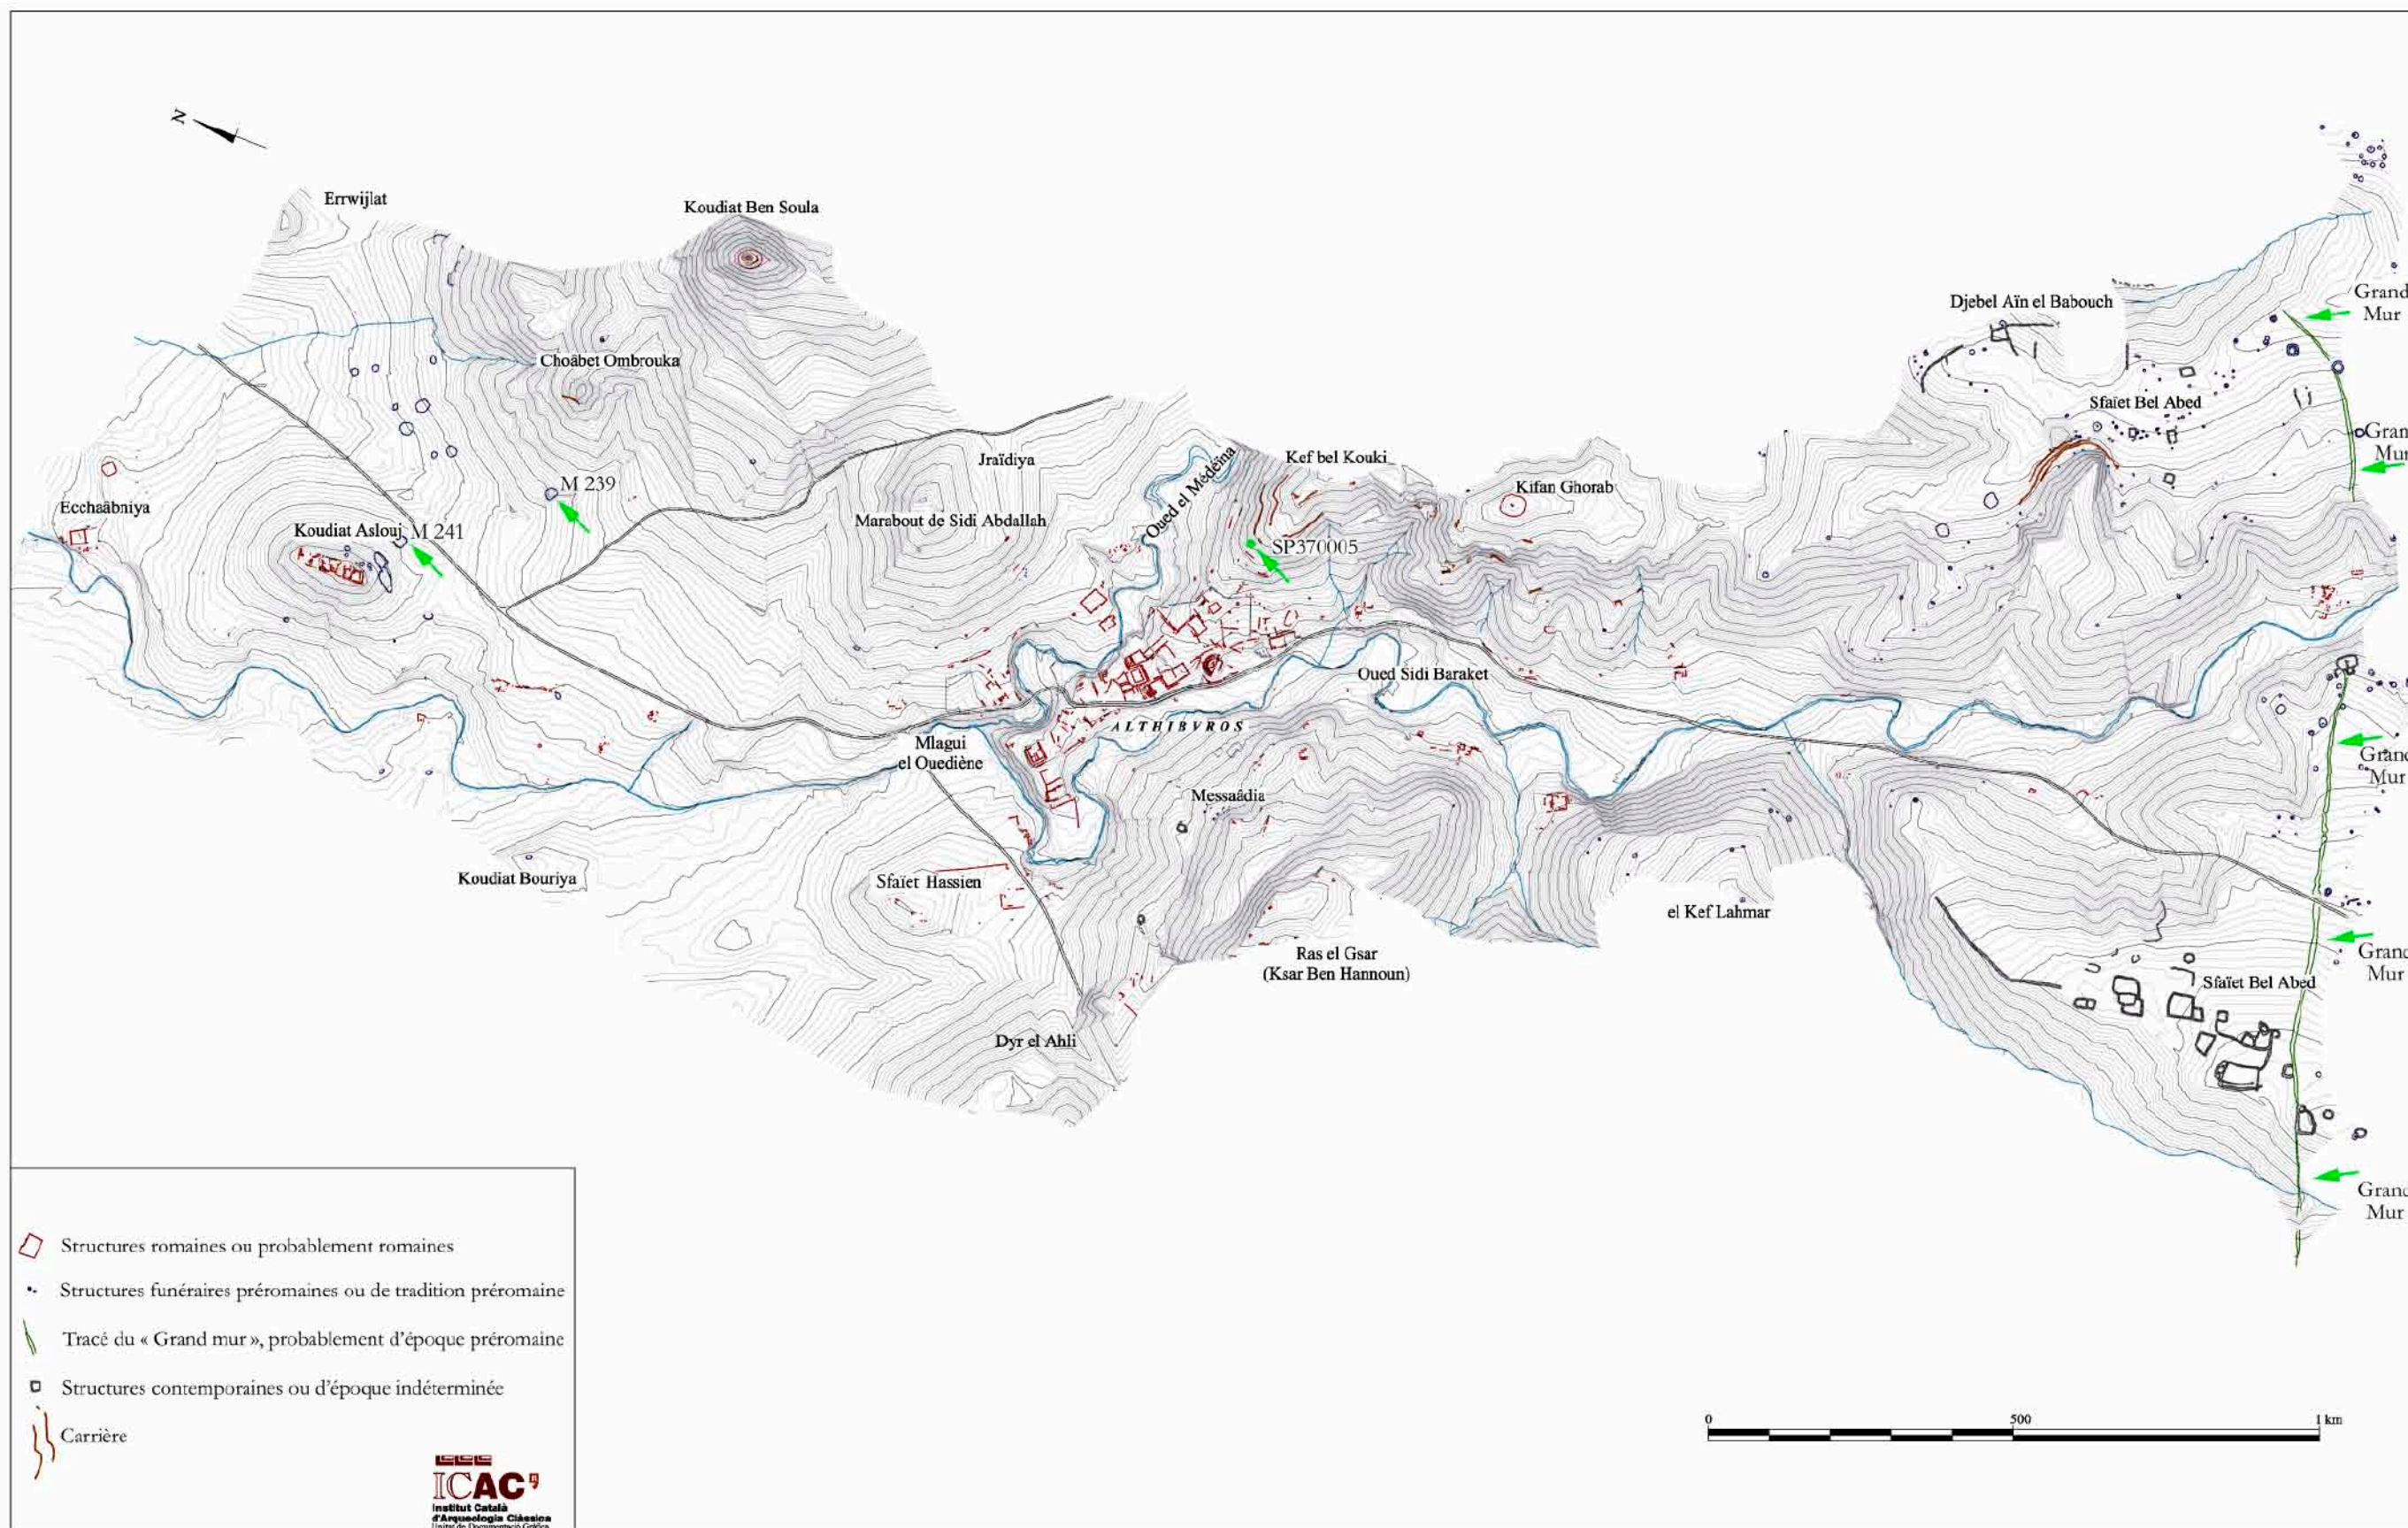 N
Errwijlat
Koudiat Ben Soula
Djebel Aïn el Babouch
Grand
Mur
Choâbet Ombrouka
Sfaïet Bel Abed
Gran
Mur
Jraïdiya
Oued el Médéïna
Kef bel Kouki
Kifan Ghorab
M 239
Ecchaâbniya
Koudiat Aslouj
M 241
Marabout de Sidi Abdallah
SP370005
Oued Sidi Baraket
ALTHIBVROS
Mlagui
el Ouediène
Grand
Mur
Messaâdia
Koudiat Bouriya
Sfaïet Hassien
el Kef Lahmar
Ras el Gsar
(Ksar Ben Hannoun)
Grand
Mur
Sfaïet Bel Abed
Dyr el Ahli
Grand
Mur
Structures romaines ou probablement romaines
Structures funéraires préromaines ou de tradition préromaine
Tracé du « Grand mur », probablement d'époque préromaine
Structures contemporaines ou d'époque indéterminée
Carrière
0 500 1 km
ICAC
Institut Català
d'Arqueologia Clàssica
Unitat de Documentació Gràfica